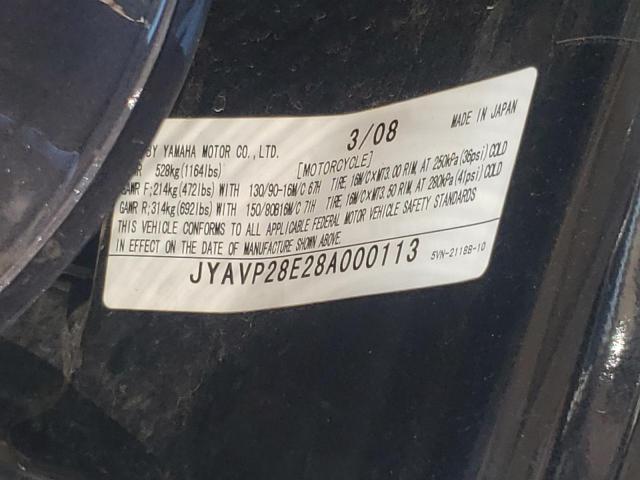 BY YAMAHA MOTOR CO., LTD. 3/08 MADE IN JAPAN
528kg(1164lbs) [MOTORCYCLE]
GAWR F;214kg(472lbs) WITH 130/90-16M/C 67H TIRE 16M/C×MT3.00 RIM, AT 250kPa(36psi)COLD
GAWR R;314kg(692lbs) WITH 150/80B16M/C 71H TIRE 16M/C×MT3.50 RIM, AT 280kPa(41psi)COLD
THIS VEHICLE CONFORMS TO ALL APPLICABLE FEDERAL MOTOR VEHICLE SAFETY STANDARDS
IN EFFECT ON THE DATE OF MANUFACTURE SHOWN ABOVE.
JYAVP28E28A000113 5VN-2118B-10